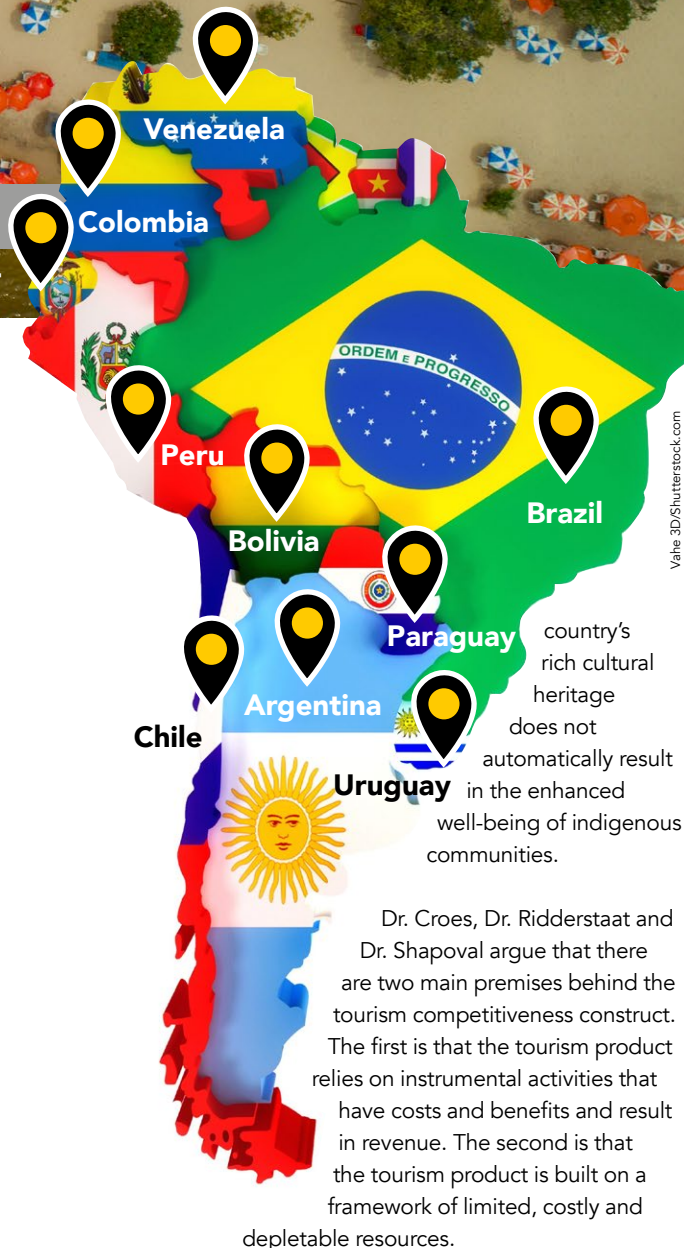 Venezuela
Colombia
ORDEM E PROGRESSO
Peru
Brazil
Bolivia
Paraguay
Argentina
Chile
Uruguay
Vahe 3D/Shutterstock.com
country's
rich cultural
heritage
does not
automatically result
in the enhanced
well-being of indigenous
communities.
Dr. Croes, Dr. Ridderstaat and
Dr. Shapoval argue that there
are two main premises behind the
tourism competitiveness construct.
The first is that the tourism product
relies on instrumental activities that
have costs and benefits and result
in revenue. The second is that
the tourism product is built on a
framework of limited, costly and
depletable resources.